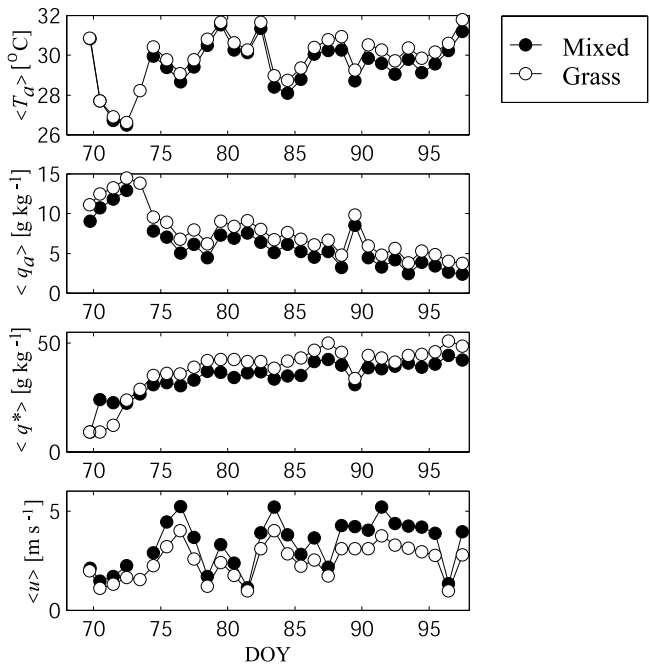 32
30
28
26
<Ta> [°C]
70 75 80 85 90 95
Mixed
Grass
15
10
5
0
< qa> [g kg-1]
70 75 80 85 90 95
50
0
< q*> [g kg-1]
70 75 80 85 90 95
5
0
<u> [m s-1]
70 75 80 85 90 95
DOY